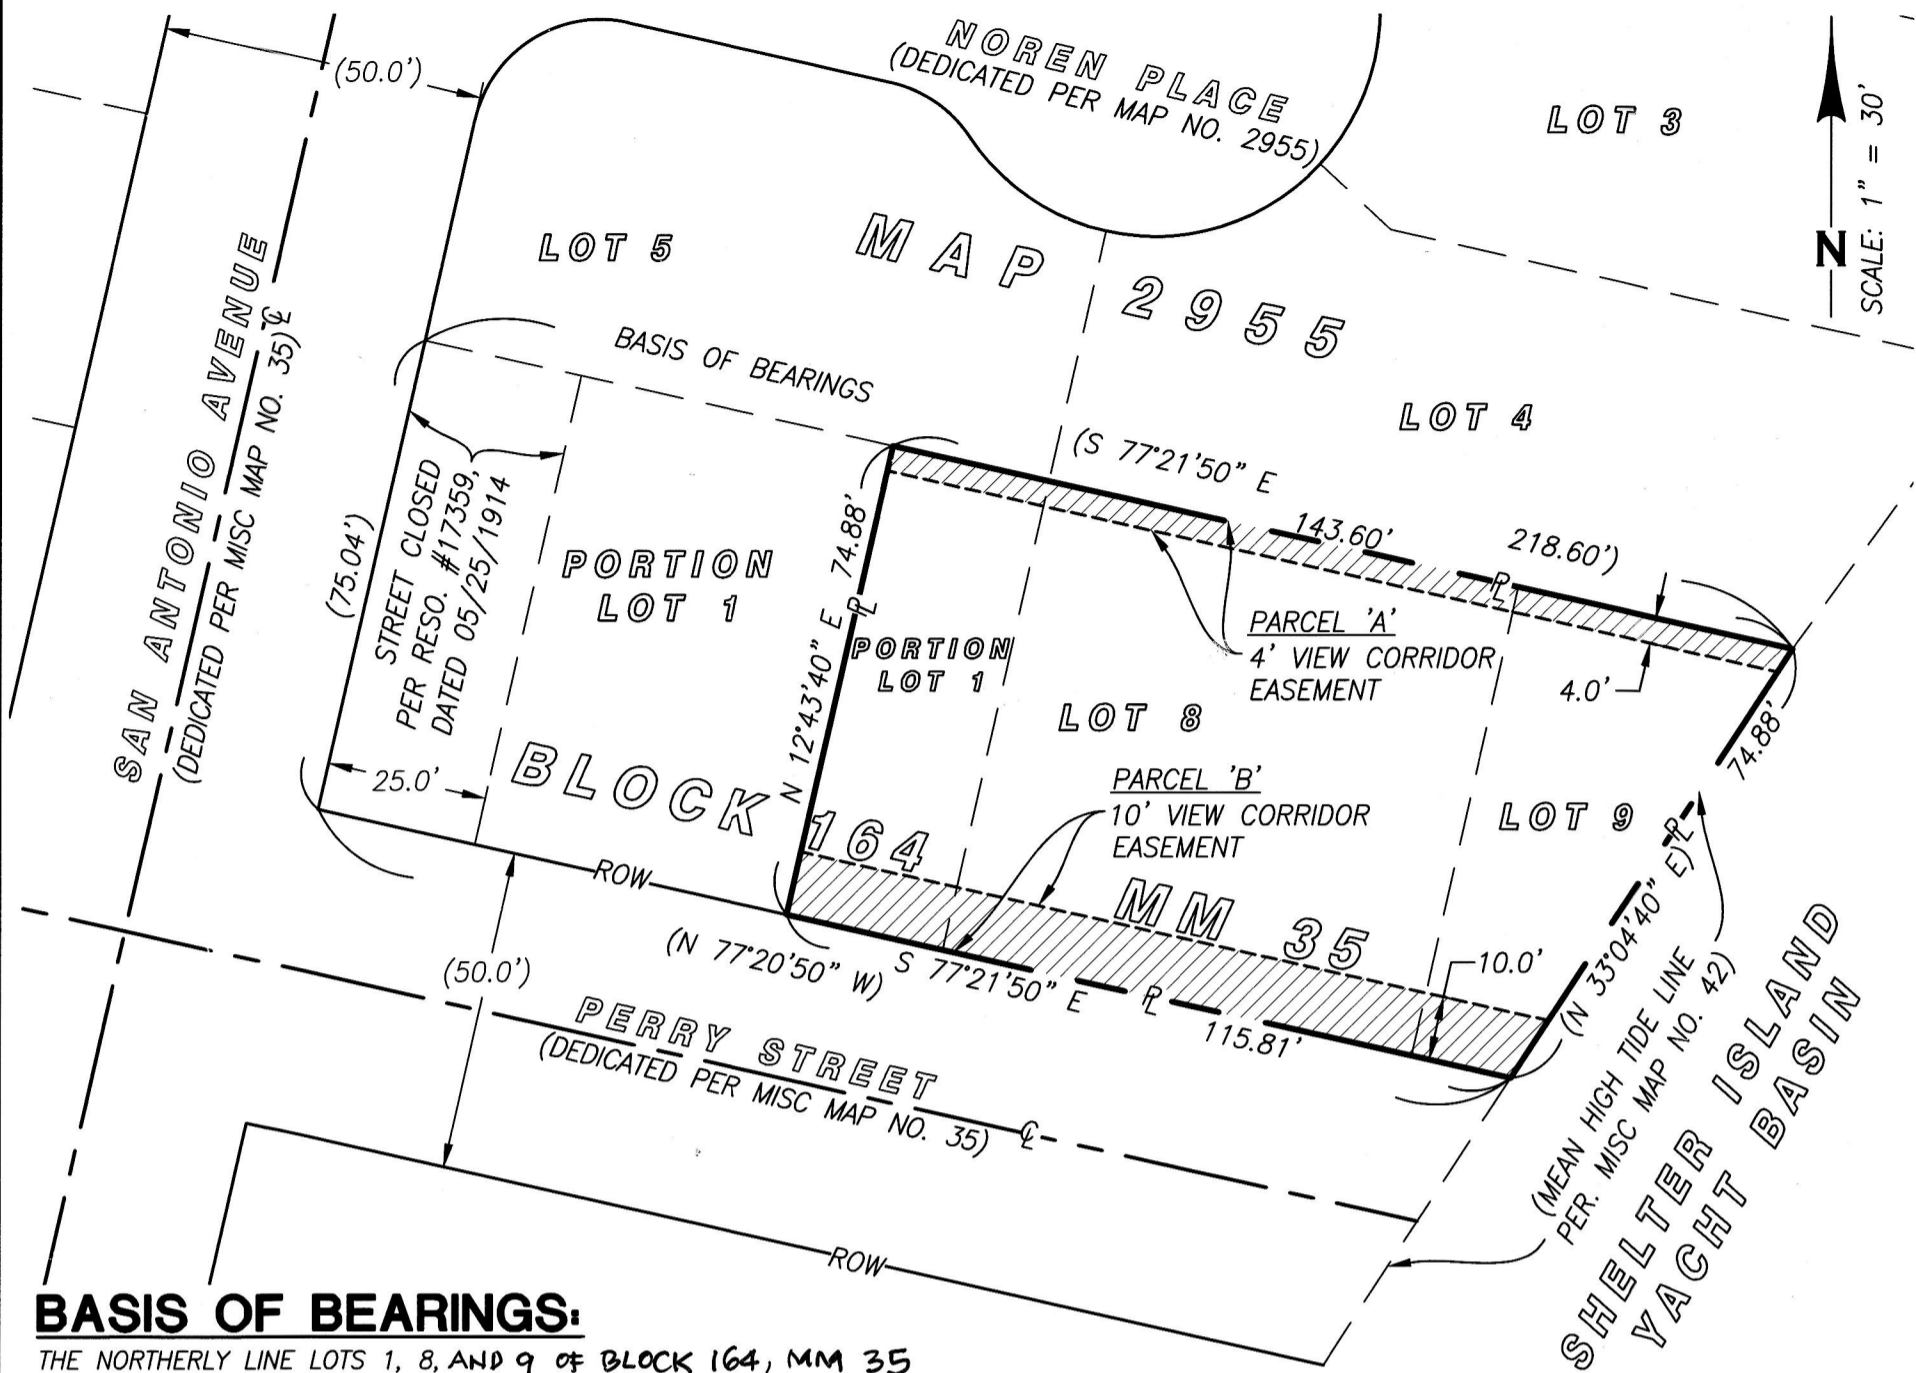 NOREN PLACE
(DEDICATED PER MAP NO. 2955)
LOT 3
N
SCALE: 1" = 30'
(50.0')
LOT 5
MAP 2955
LOT 4
SAN ANTONIO AVENUE
(DEDICATED PER MISC MAP NO. 35)
℄
BASIS OF BEARINGS
(S 77°21'50" E
218.60')
143.60'
℄
(75.04')
STREET CLOSED
PER RESO. #17359,
DATED 05/25/1914
PORTION
LOT 1
N 12°43'40" E
PL
74.88'
PORTION
LOT 1
PL
PARCEL 'A'
4' VIEW CORRIDOR
EASEMENT
4.0'
LOT 8
74.88'
25.0'
BLOCK 164
MM 35
PARCEL 'B'
10' VIEW CORRIDOR
EASEMENT
LOT 9
PL
(N 33°04'40" E)
10.0'
ROW
(N 77°20'50" W)
S 77°21'50" E
PL
115.81'
(50.0')
PERRY STREET
(DEDICATED PER MISC MAP NO. 35)
℄
(MEAN HIGH TIDE LINE
PER. MISC MAP NO. 42)
SHELTER ISLAND
YACHT BASIN
ROW
BASIS OF BEARINGS:
THE NORTHERLY LINE LOTS 1, 8, AND 9 OF BLOCK 164, MM 35